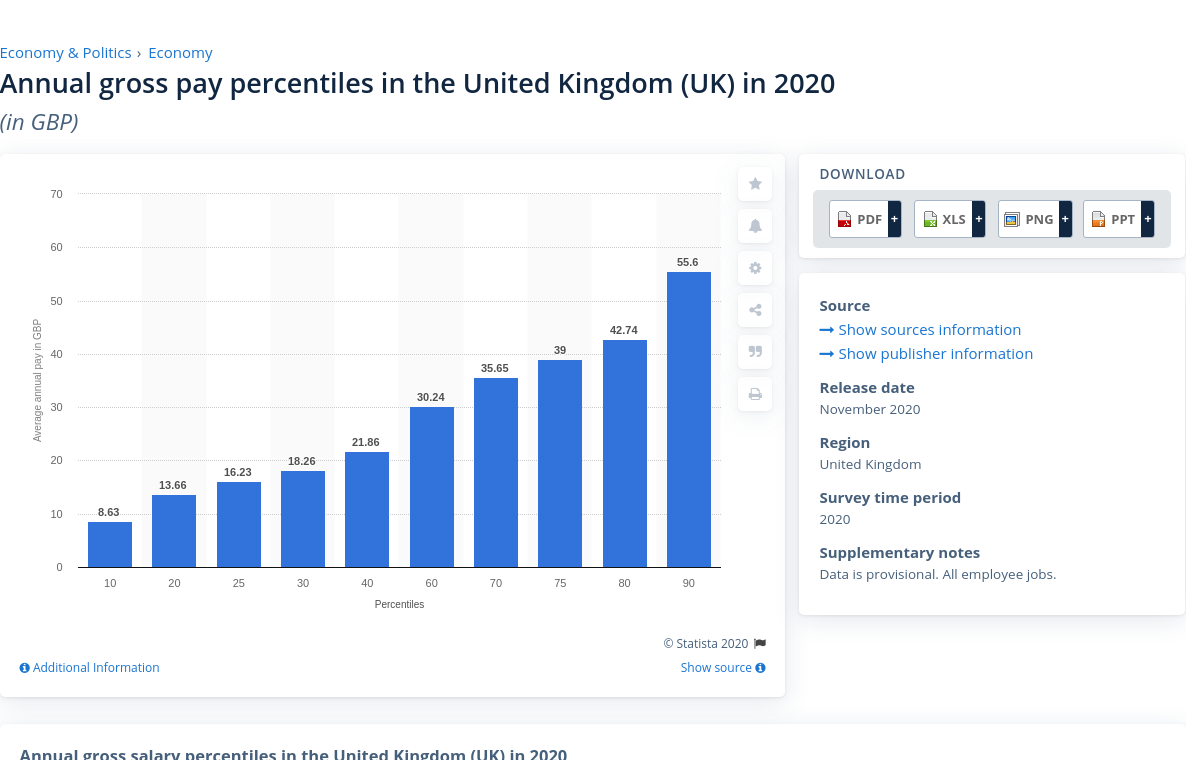 Economy & Politics › Economy
Annual gross pay percentiles in the United Kingdom (UK) in 2020
(in GBP)
70
60
50
40
30
20
10
0
Average annual pay in GBP
8.63
13.66
16.23
18.26
21.86
30.24
35.65
39
42.74
55.6
10 20 25 30 40 60 70 75 80 90
Percentiles
© Statista 2020
Additional Information
Show source
DOWNLOAD
PDF + XLS + PNG + PPT +
Source
Show sources information
Show publisher information
Release date
November 2020
Region
United Kingdom
Survey time period
2020
Supplementary notes
Data is provisional. All employee jobs.
Annual gross salary percentiles in the United Kingdom (UK) in 2020